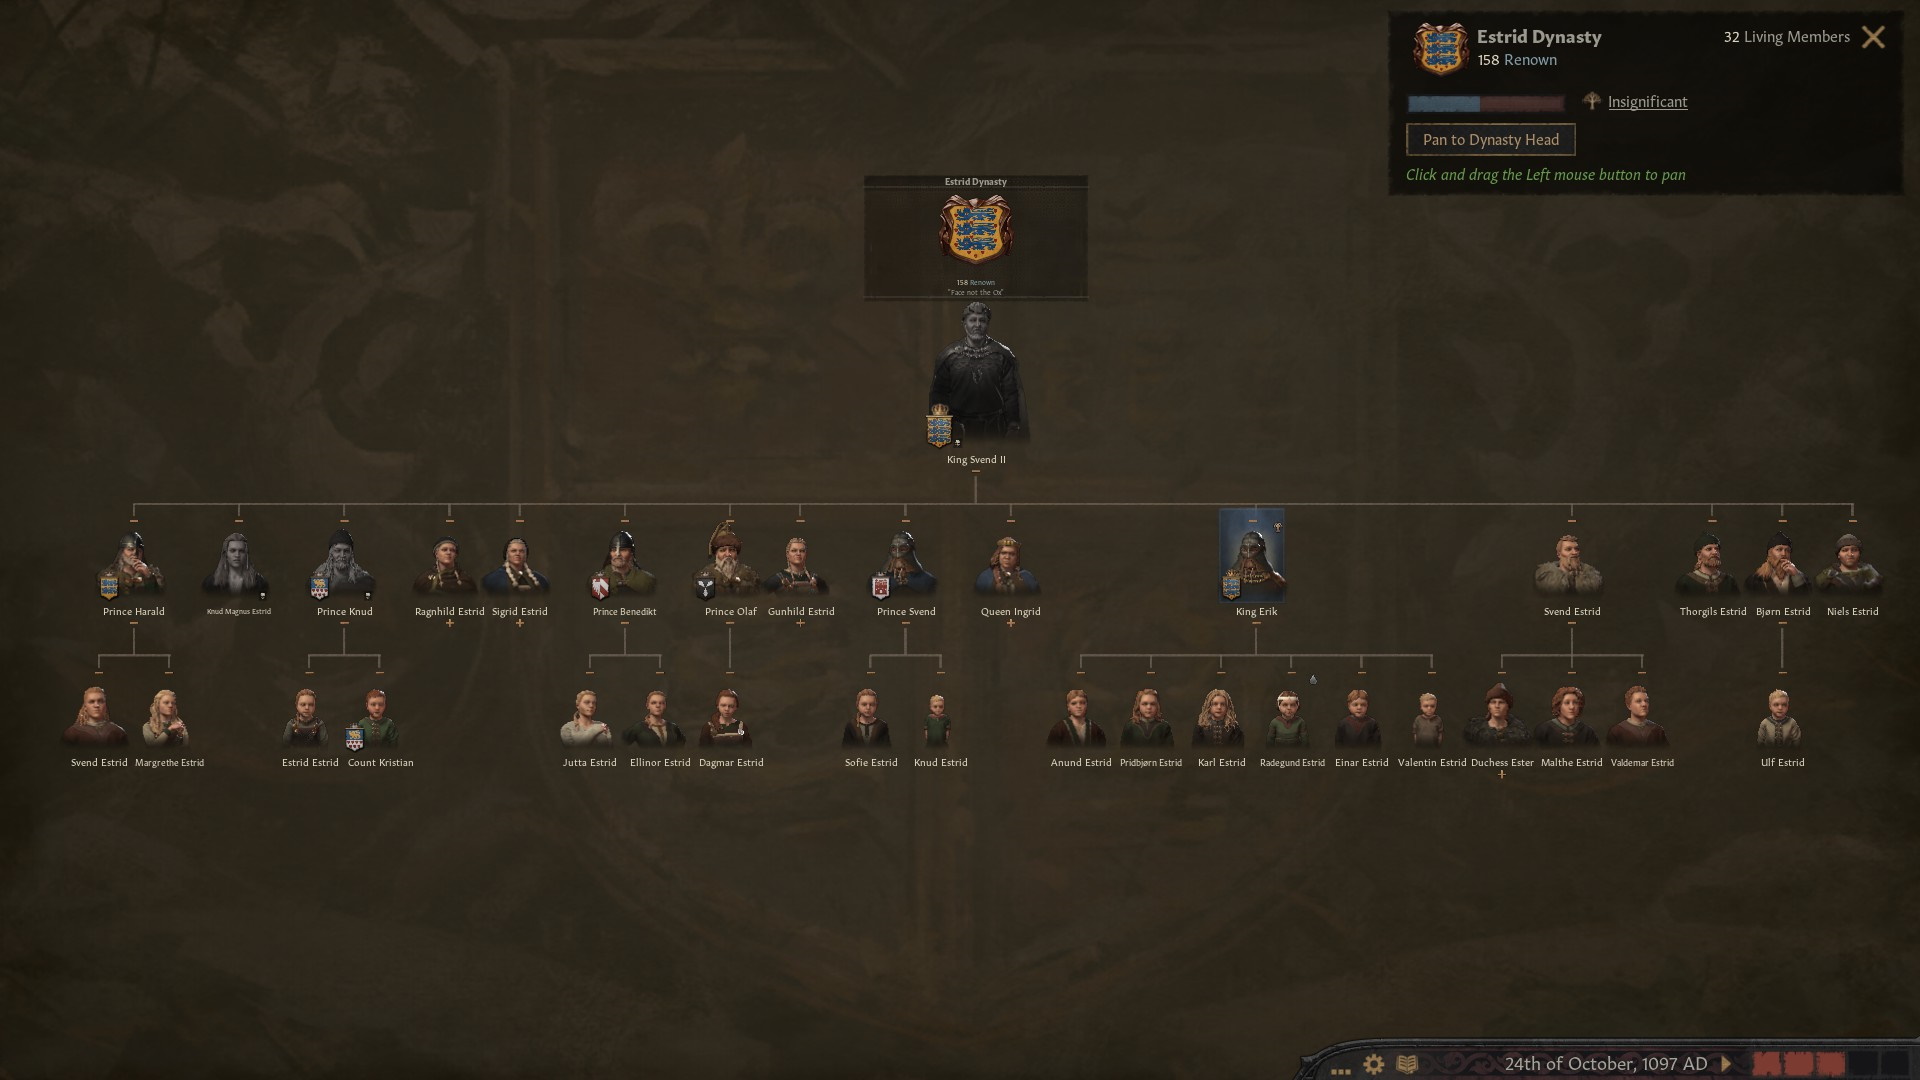 Estrid Dynasty
32 Living Members
158 Renown
Insignificant
Pan to Dynasty Head
Click and drag the Left mouse button to pan
Estrid Dynasty
158 Renown
"Face not the Ox"
King Svend II
Prince Harald
Knud Magnus Estrid
Prince Knud
Ragnhild Estrid
Sigrid Estrid
Prince Benedikt
Prince Olaf
Gunhild Estrid
Prince Svend
Queen Ingrid
King Erik
Svend Estrid
Thorgils Estrid
Bjørn Estrid
Niels Estrid
Svend Estrid
Margrethe Estrid
Estrid Estrid
Count Kristian
Jutta Estrid
Ellinor Estrid
Dagmar Estrid
Sofie Estrid
Knud Estrid
Anund Estrid
Pridbjørn Estrid
Karl Estrid
Radegund Estrid
Einar Estrid
Valentin Estrid
Duchess Ester
Malthe Estrid
Valdemar Estrid
Ulf Estrid
24th of October, 1097 AD